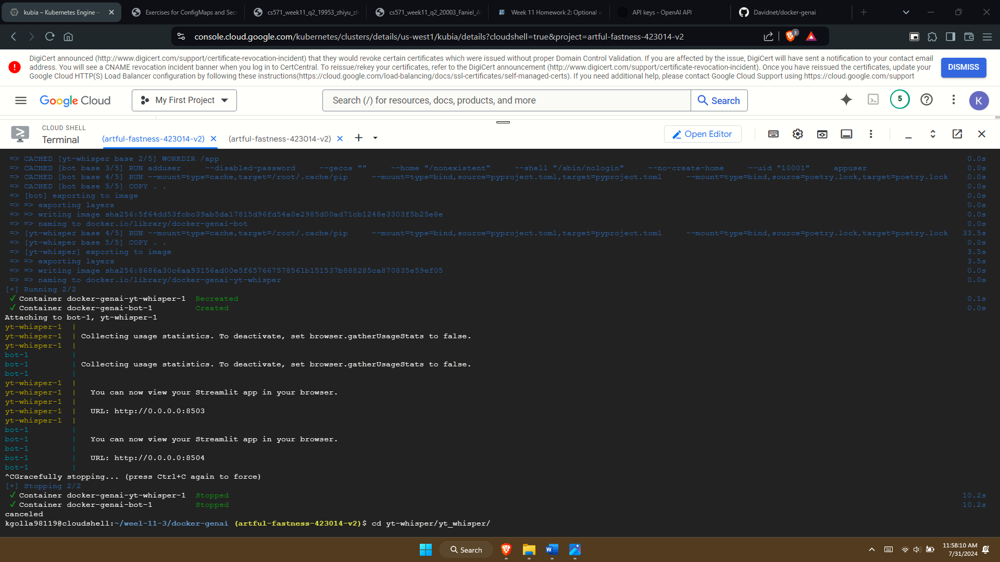 kubia – Kubernetes Engine –
Exercises for ConfigMaps and Sec
cs571_week11_q2_19953_zhiyu_zh
cs571_week11_q2_20003_Faniel_A
Week 11 Homework 2: Optional =
API keys - OpenAI API
Davidnet/docker-genai
console.cloud.google.com/kubernetes/clusters/details/us-west1/kubia/details?cloudshell=true&project=artful-fastness-423014-v2
3
DigiCert announced (http://www.digicert.com/support/certificate-revocation-incident) that they would revoke certain certificates which were issued without proper Domain Control Validation. If you are affected by the issue, DigiCert will have sent a notification to your contact email
address. You will see a CNAME revocation incident banner when you log in to CertCentral. To reissue/rekey your certificates, refer to the DigiCert announcement (http://www.digicert.com/support/certificate-revocation-incident). Once you have reissued the certificates, update your
Google Cloud HTTP(S) Load Balancer configuration by following these instructions(https://cloud.google.com/load-balancing/docs/ssl-certificates/self-managed-certs). If you need additional help, please contact Google Cloud Support using https://cloud.google.com/support
DISMISS
Google Cloud
My First Project
Search (/) for resources, docs, products, and more
Search
5
K
CLOUD SHELL
Terminal
(artful-fastness-423014-v2)
(artful-fastness-423014-v2)
Open Editor
=> CACHED [yt-whisper base 2/5] WORKDIR /app 0.0s
=> CACHED [bot base 3/5] RUN adduser --disabled-password --gecos "" --home "/nonexistent" --shell "/sbin/nologin" --no-create-home --uid "10001" appuser 0.0s
=> CACHED [bot base 4/5] RUN --mount=type=cache,target=/root/.cache/pip --mount=type=bind,source=pyproject.toml,target=pyproject.toml --mount=type=bind,source=poetry.lock,target=poetry.lock 0.0s
=> CACHED [bot base 5/5] COPY . . 0.0s
=> [bot] exporting to image 0.0s
=> => exporting layers 0.0s
=> => writing image sha256:5f64dd53fcbc39ab5da17815d96fd54a0e2985d00ad71cb1248e3303f5b25e8e 0.0s
=> => naming to docker.io/library/docker-genai-bot 0.0s
=> [yt-whisper base 4/5] RUN --mount=type=cache,target=/root/.cache/pip --mount=type=bind,source=pyproject.toml,target=pyproject.toml --mount=type=bind,source=poetry.lock,target=poetry.lock 33.5s
=> [yt-whisper base 5/5] COPY . . 0.0s
=> [yt-whisper] exporting to image 3.5s
=> => exporting layers 3.5s
=> => writing image sha256:8686a30c6aa93156ad00e5f657667578561b151537b888285ca870835e59ef05 0.0s
=> => naming to docker.io/library/docker-genai-yt-whisper 0.0s
[+] Running 2/2
✓ Container docker-genai-yt-whisper-1 Recreated 0.1s
✓ Container docker-genai-bot-1 Created 0.0s
Attaching to bot-1, yt-whisper-1
yt-whisper-1 |
yt-whisper-1 | Collecting usage statistics. To deactivate, set browser.gatherUsageStats to false.
yt-whisper-1 |
bot-1 |
bot-1 | Collecting usage statistics. To deactivate, set browser.gatherUsageStats to false.
bot-1 |
yt-whisper-1 |
yt-whisper-1 | You can now view your Streamlit app in your browser.
yt-whisper-1 |
yt-whisper-1 | URL: http://0.0.0.0:8503
yt-whisper-1 |
bot-1 |
bot-1 | You can now view your Streamlit app in your browser.
bot-1 |
bot-1 | URL: http://0.0.0.0:8504
bot-1 |
^CGracefully stopping... (press Ctrl+C again to force)
[+] Stopping 2/2
✓ Container docker-genai-yt-whisper-1 Stopped 10.2s
✓ Container docker-genai-bot-1 Stopped 10.2s
canceled
kgolla98119@cloudshell:~/weel-11-3/docker-genai (artful-fastness-423014-v2)$ cd yt-whisper/yt_whisper/
Search
11:58:10 AM
7/31/2024